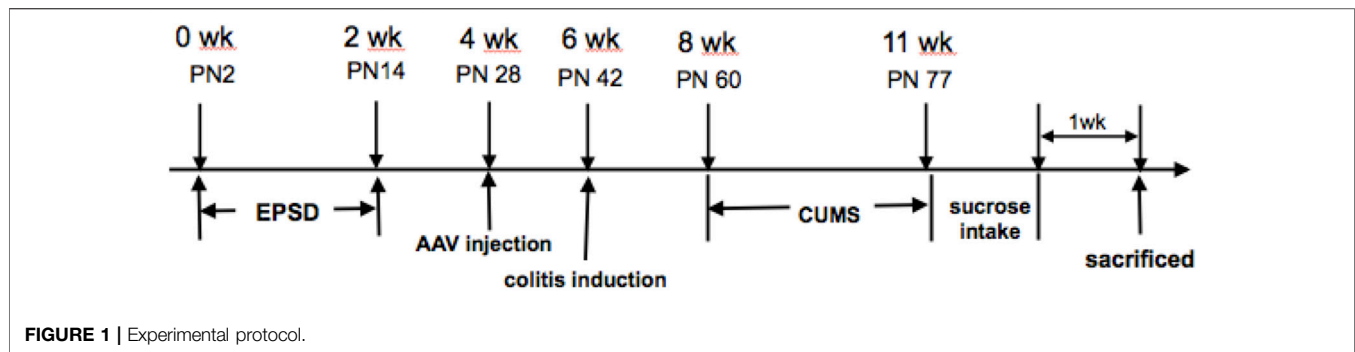 0 wk 2 wk 4 wk 6 wk 8 wk 11 wk
PN2 PN14 PN 28 PN 42 PN 60 PN 77
1wk
EPSD CUMS sucrose
intake
AAV injection
colitis induction
sacrificed
FIGURE 1 | Experimental protocol.